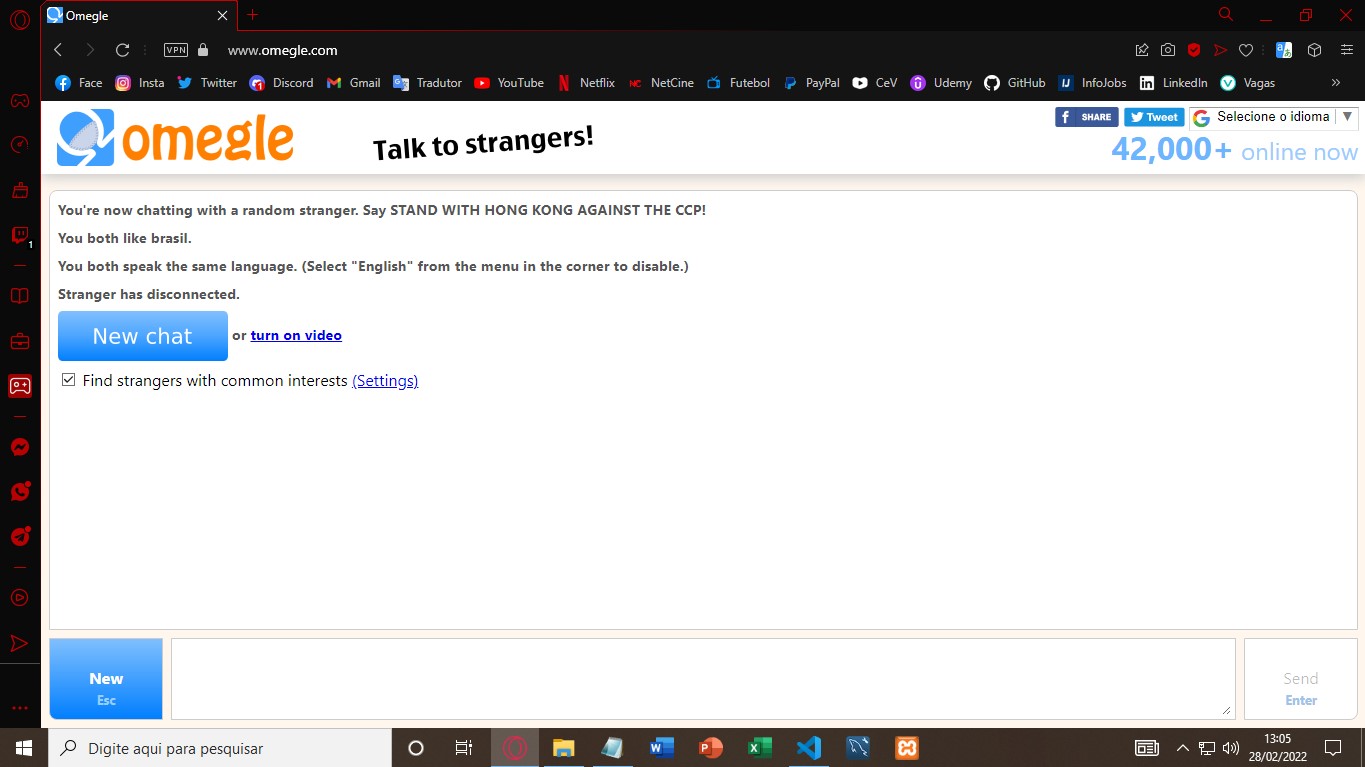 Omegle
VPN
www.omegle.com
Face Insta Twitter Discord Gmail Tradutor YouTube Netflix NC NetCine Futebol PayPal CeV Udemy GitHub InfoJobs LinkedIn Vagas »
omegle
Talk to strangers!
SHARE Tweet Selecione o idioma ▼
42,000+ online now
You're now chatting with a random stranger. Say STAND WITH HONG KONG AGAINST THE CCP!
You both like brasil.
You both speak the same language. (Select "English" from the menu in the corner to disable.)
Stranger has disconnected.
New chat or turn on video
Find strangers with common interests (Settings)
1
New
Esc
Send
Enter
Digite aqui para pesquisar
13:05
28/02/2022